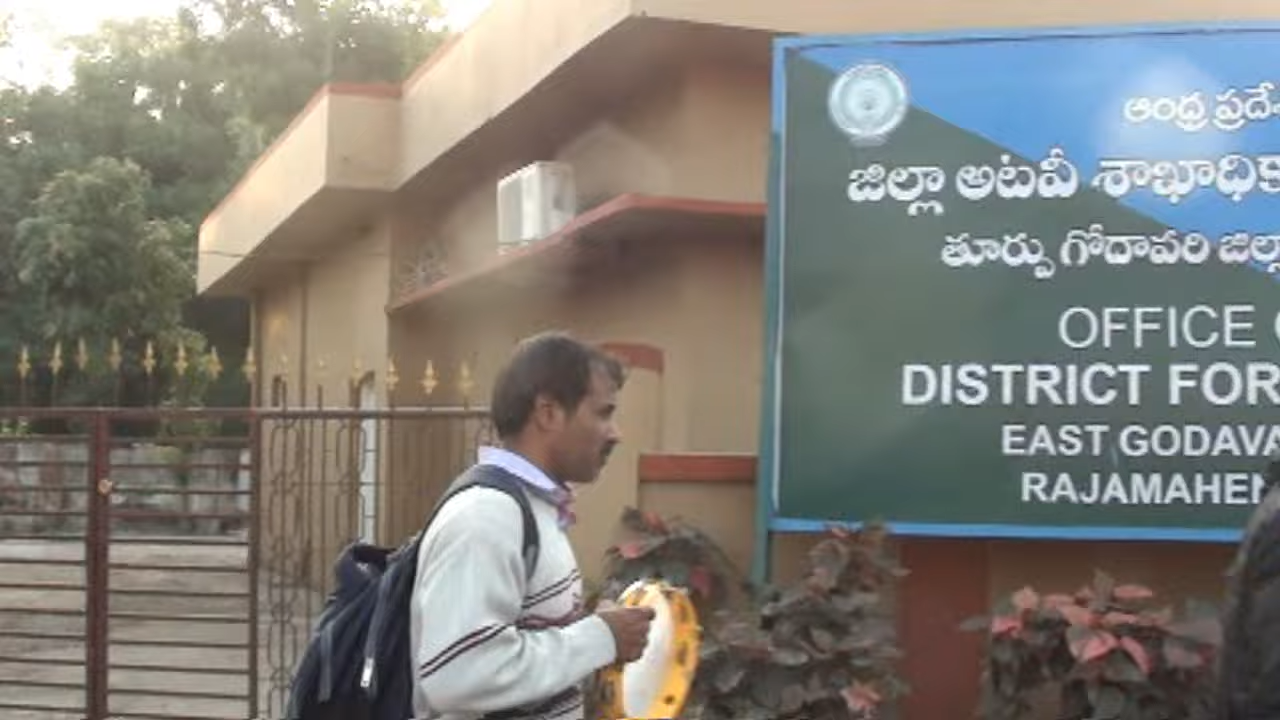 ఆంధ్ర ప్రదే
జిల్లా అటవీ శాఖాధిక
తూర్పు గోదావరి జిల్లా
OFFICE
DISTRICT FOR
EAST GODAVA
RAJAMAHEN